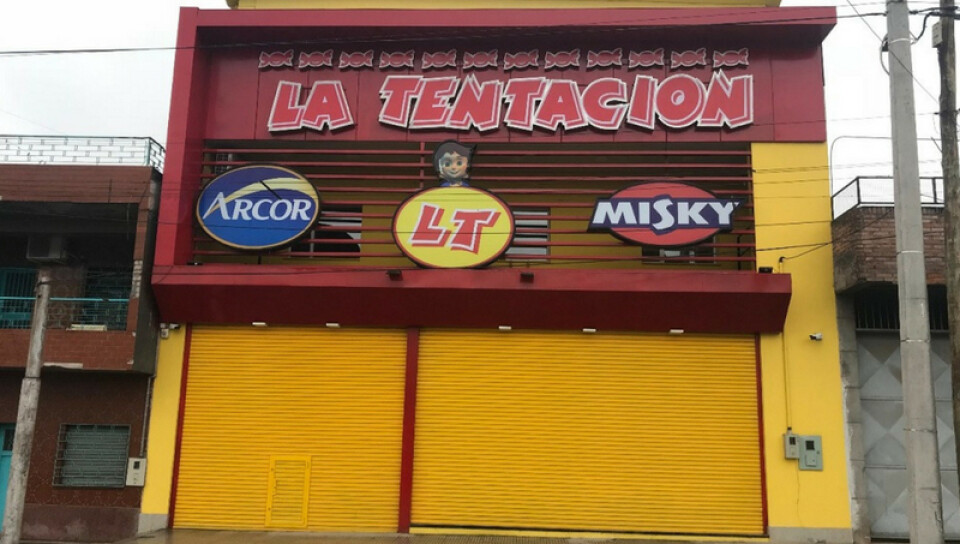 LA TENTACION
ARCOR
LT
MISKY